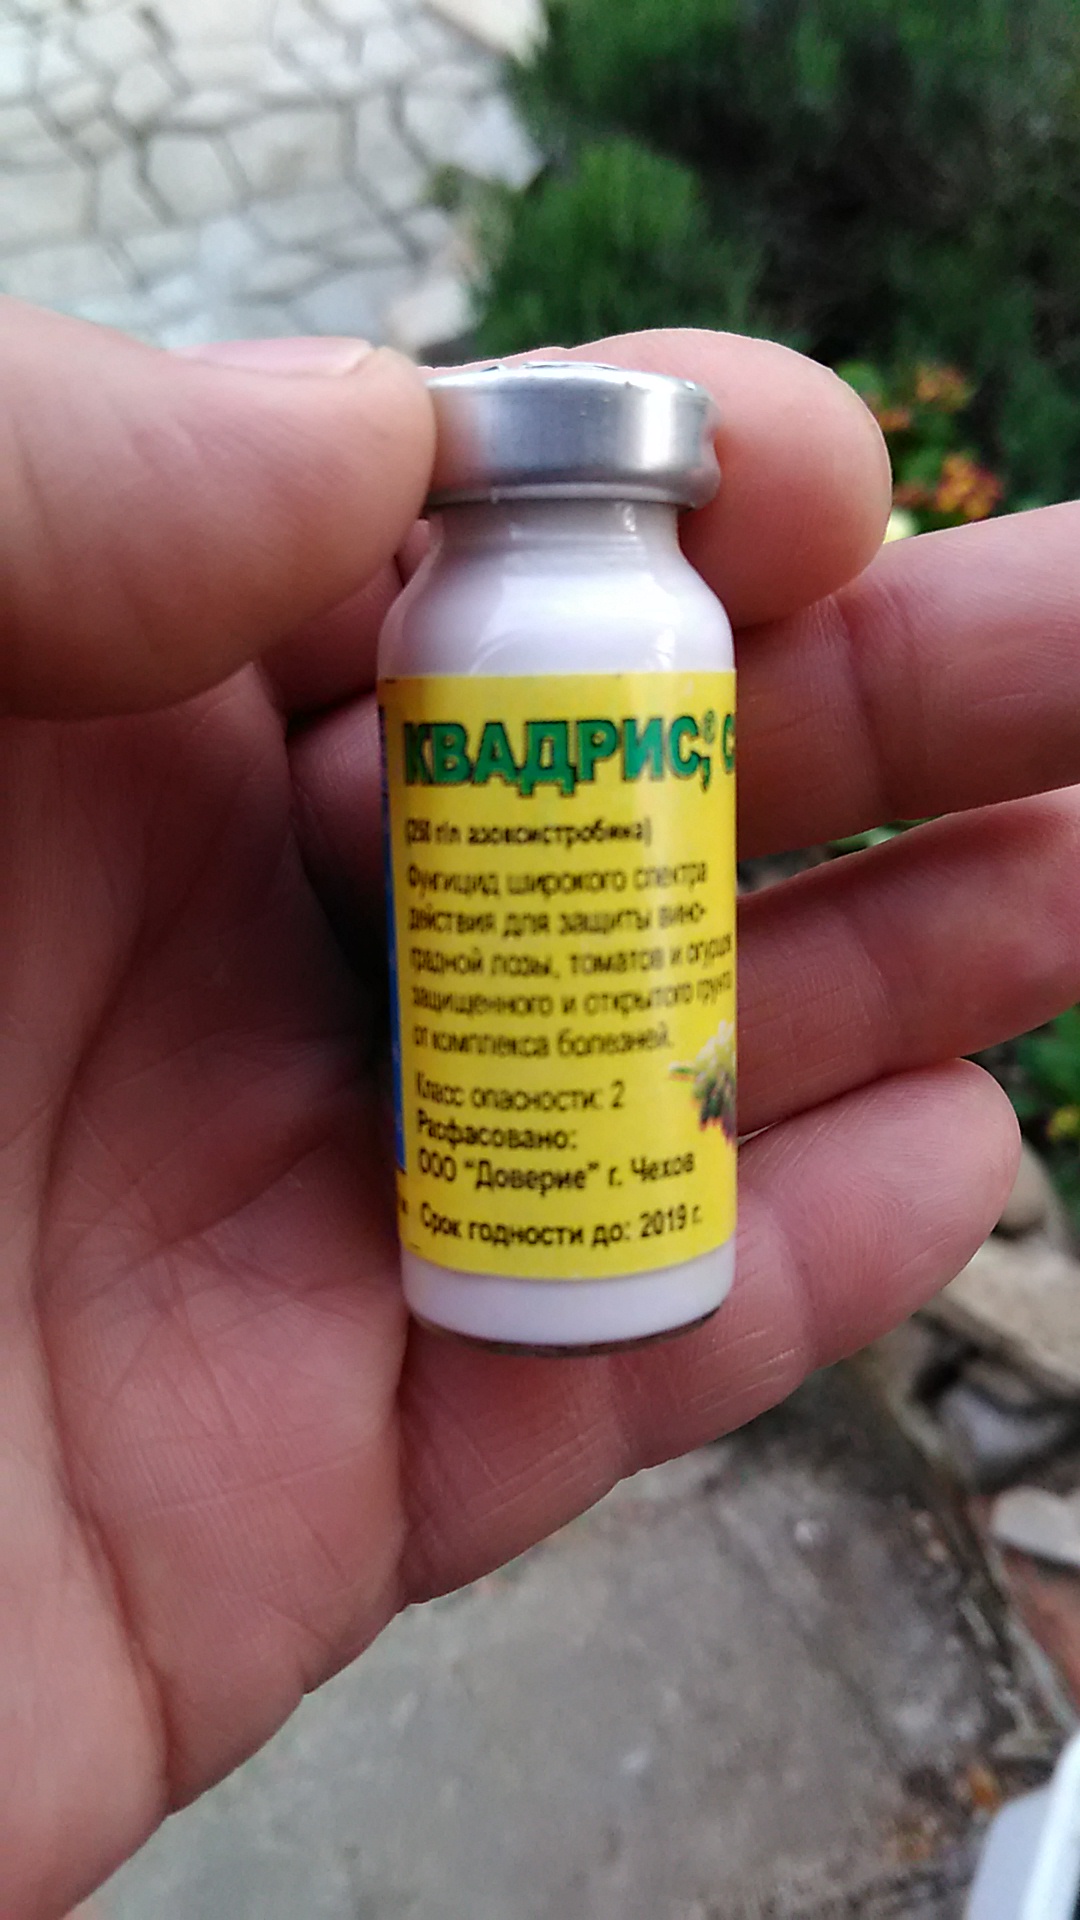 КВАДРИС,® С
(250 г/л азоксистробина)
Фунгицид широкого спектра
действия для защиты вино-
градной лозы, томатов и огурцов
защищенного и открытого грунта
от комплекса болезней.
Класс опасности: 2
Расфасовано:
ООО "Доверие" г. Чехов
Срок годности до: 2019 г.